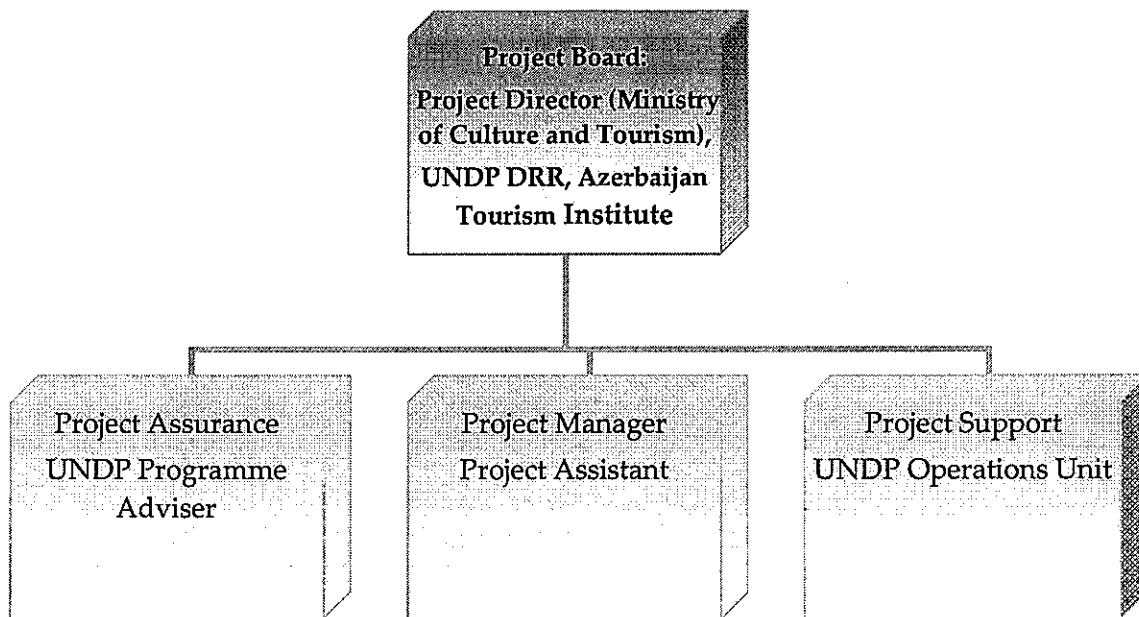 Project Board:
Project Director (Ministry
of Culture and Tourism),
UNDP DRR, Azerbaijan
Tourism Institute
Project Assurance
UNDP Programme
Adviser
Project Manager
Project Assistant
Project Support
UNDP Operations Unit